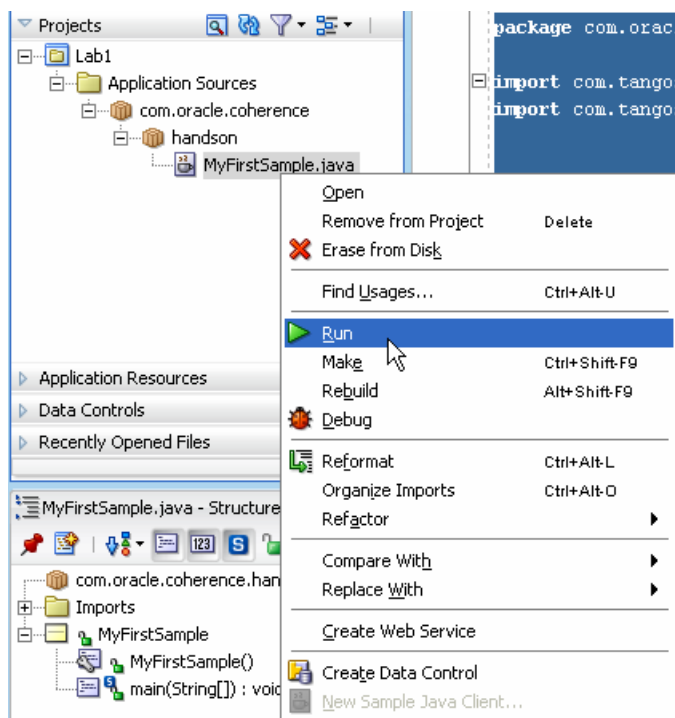 Projects
package com.orac
Lab1
Application Sources
import com.tango
com.oracle.coherence
import com.tango
handson
MyFirstSample.java
Open
Remove from Project Delete
Erase from Disk
Find Usages... Ctrl+Alt-U
Run
Make Ctrl+Shift-F9
Rebuild Alt+Shift-F9
Debug
Reformat Ctrl+Alt-L
Organize Imports Ctrl+Alt-O
Refactor
Compare With
Replace With
Create Web Service
Create Data Control
New Sample Java Client...
Application Resources
Data Controls
Recently Opened Files
MyFirstSample.java - Structure
123 S
com.oracle.coherence.han
Imports
MyFirstSample
MyFirstSample()
S main(String[]) : voic